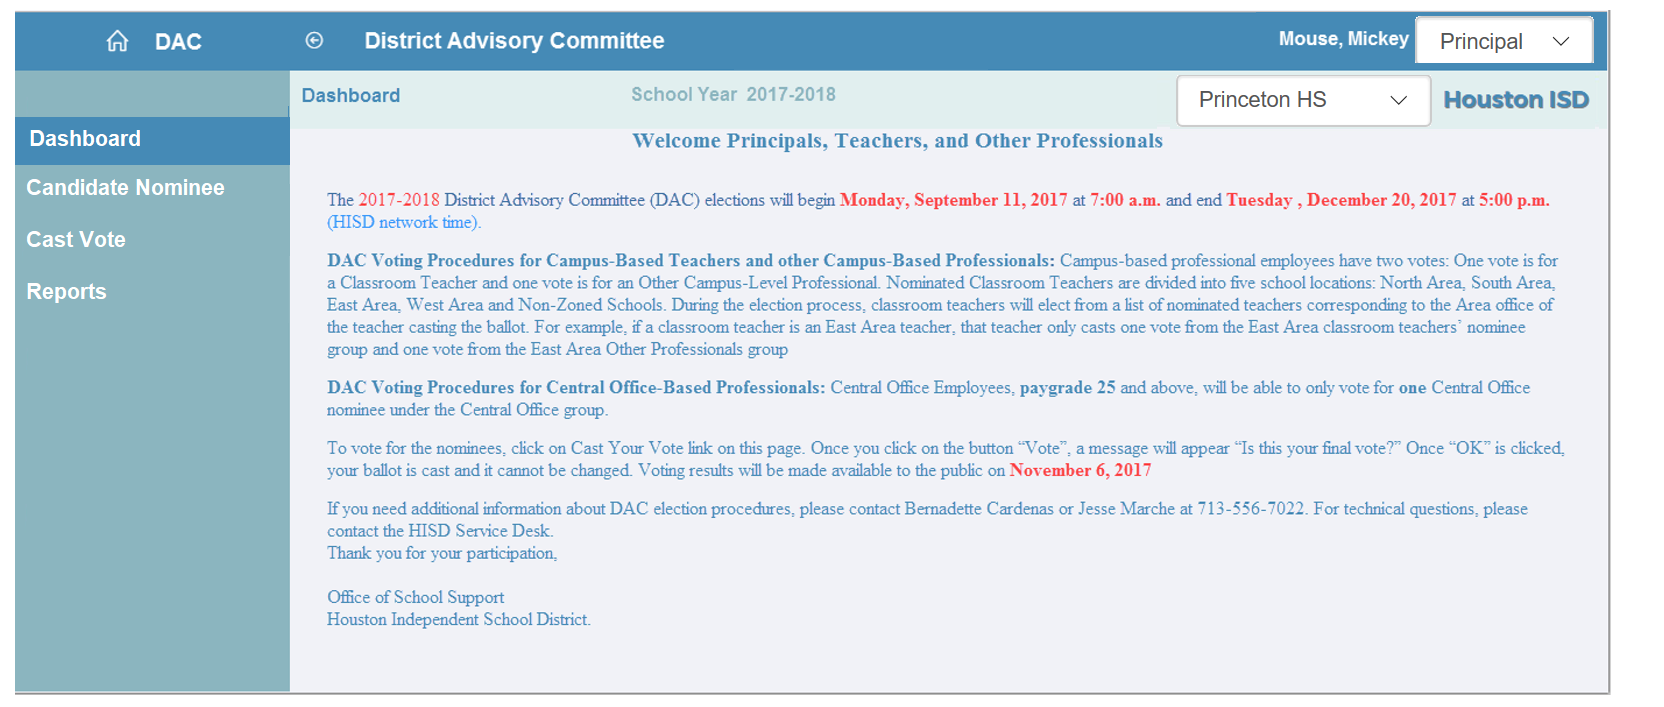 DAC
District Advisory Committee
Mouse, Mickey
Principal
Dashboard
School Year 2017-2018
Princeton HS
Houston ISD
Dashboard
Candidate Nominee
Cast Vote
Reports
Welcome Principals, Teachers, and Other Professionals
The 2017-2018 District Advisory Committee (DAC) elections will begin Monday, September 11, 2017 at 7:00 a.m. and end Tuesday , December 20, 2017 at 5:00 p.m.
(HISD network time).
DAC Voting Procedures for Campus-Based Teachers and other Campus-Based Professionals: Campus-based professional employees have two votes: One vote is for
a Classroom Teacher and one vote is for an Other Campus-Level Professional. Nominated Classroom Teachers are divided into five school locations: North Area, South Area,
East Area, West Area and Non-Zoned Schools. During the election process, classroom teachers will elect from a list of nominated teachers corresponding to the Area office of
the teacher casting the ballot. For example, if a classroom teacher is an East Area teacher, that teacher only casts one vote from the East Area classroom teachers’ nominee
group and one vote from the East Area Other Professionals group
DAC Voting Procedures for Central Office-Based Professionals: Central Office Employees, paygrade 25 and above, will be able to only vote for one Central Office
nominee under the Central Office group.
To vote for the nominees, click on Cast Your Vote link on this page. Once you click on the button “Vote”, a message will appear “Is this your final vote?” Once “OK” is clicked,
your ballot is cast and it cannot be changed. Voting results will be made available to the public on November 6, 2017
If you need additional information about DAC election procedures, please contact Bernadette Cardenas or Jesse Marche at 713-556-7022. For technical questions, please
contact the HISD Service Desk.
Thank you for your participation,
Office of School Support
Houston Independent School District.